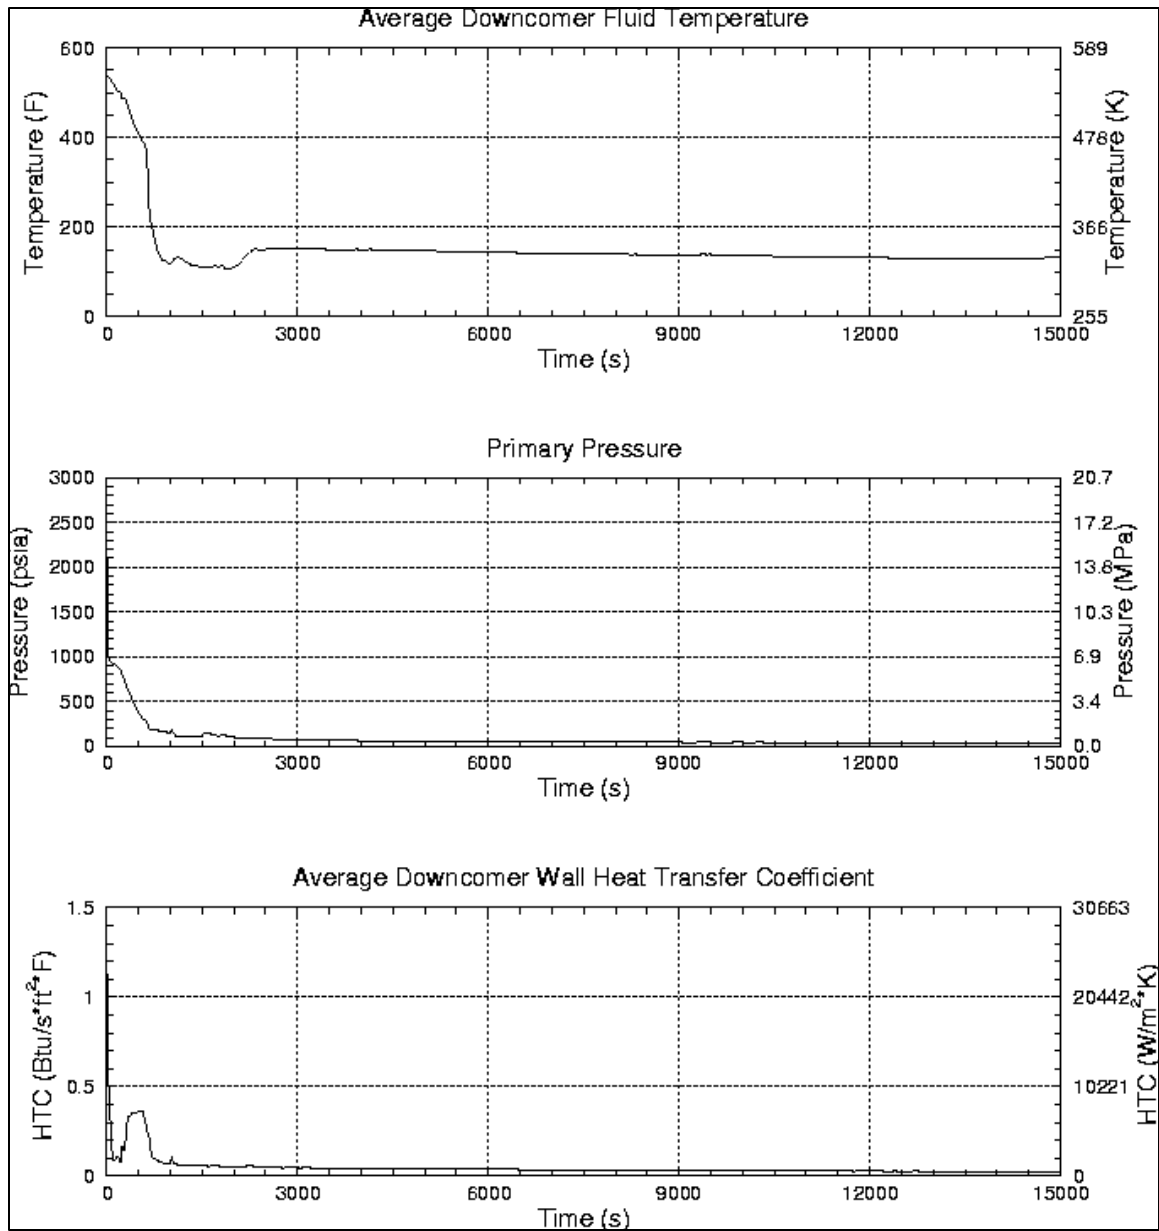 Average Downcomer Fluid Temperature
600 589
400 478
200 366
0 255
Temperature (F)
Temperature (K)
0 3000 6000 9000 12000 15000
Time (s)
Primary Pressure
3000 20.7
2500 17.2
2000 13.8
1500 10.3
1000 6.9
500 3.4
0 0.0
Pressure (psia)
Pressure (MPa)
0 3000 6000 9000 12000 15000
Time (s)
Average Downcomer Wall Heat Transfer Coefficient
1.5 30663
1 20442
0.5 10221
0 0
HTC (Btu/s*ft²*F)
HTC (W/m²*K)
0 3000 6000 9000 12000 15000
Time (s)